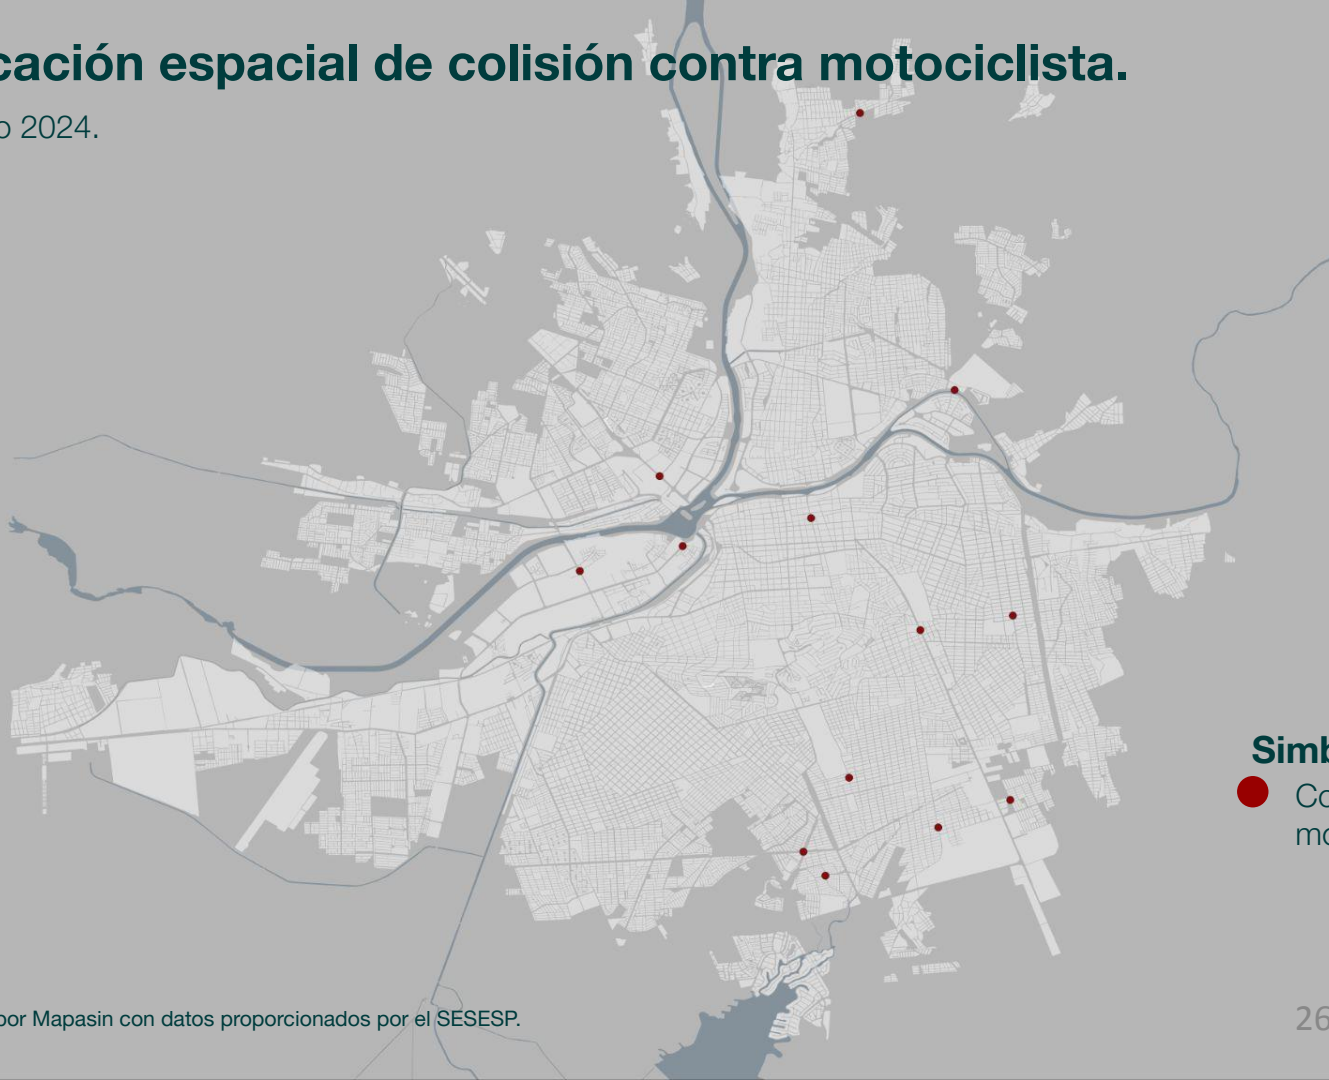 cación espacial de colisión contra motociclista.
o 2024.
Simb
Co
mo
por Mapasin con datos proporcionados por el SESESP.
26